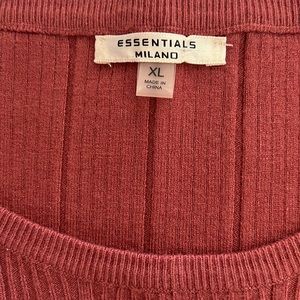 ESSENTIALS
MILANO
XL
MADE IN
CHINA